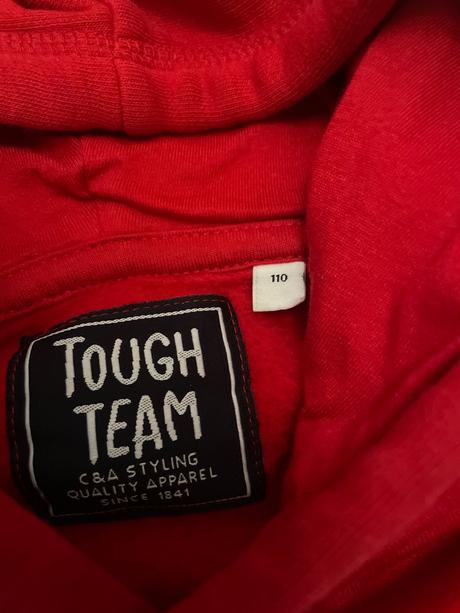 110
TOUGH
TEAM
C&A STYLING
QUALITY APPAREL
SINCE 1841